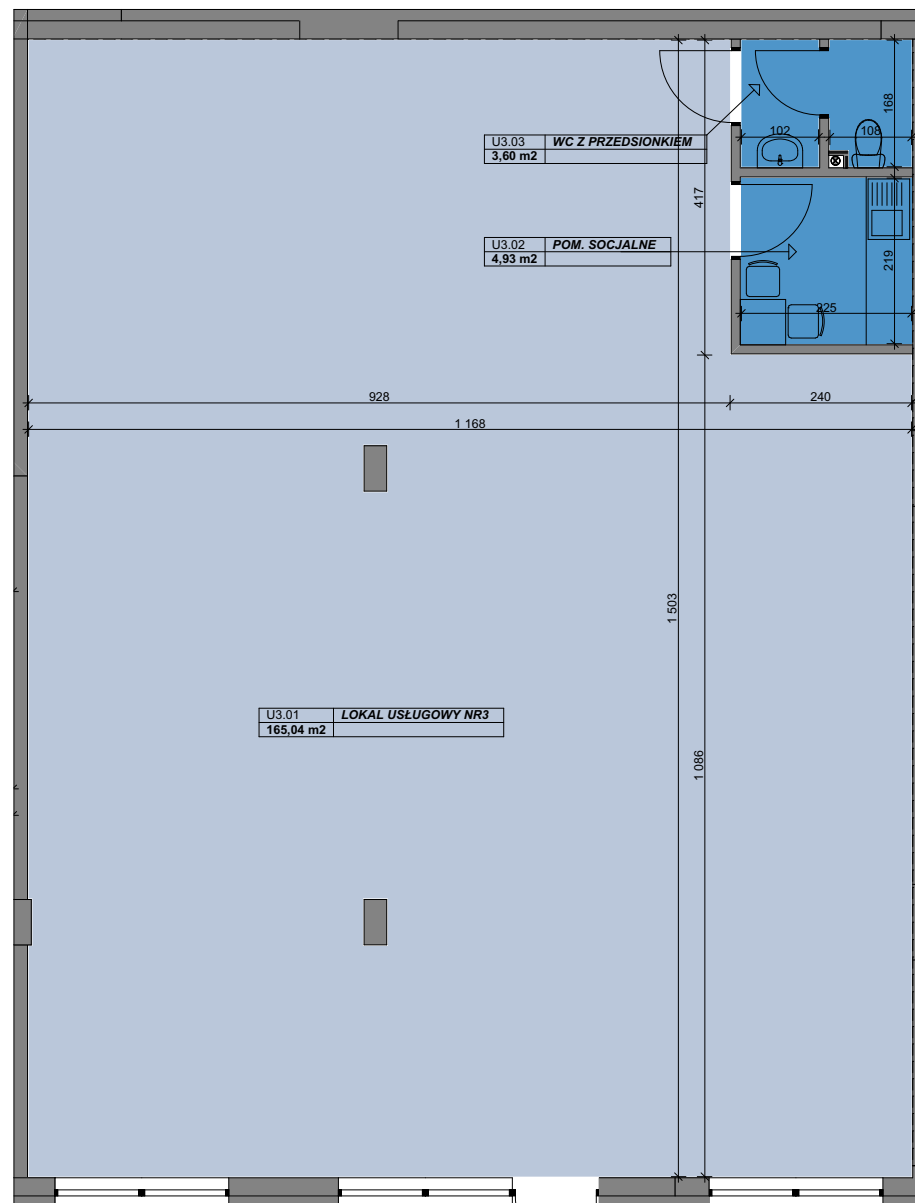 168
102
108
U3.03 WC Z PRZEDSIONKIEM
3,60 m2
417
U3.02 POM. SOCJALNE
4,93 m2
219
225
928
240
1 168
1 503
U3.01 LOKAL USŁUGOWY NR3
165,04 m2
1 086